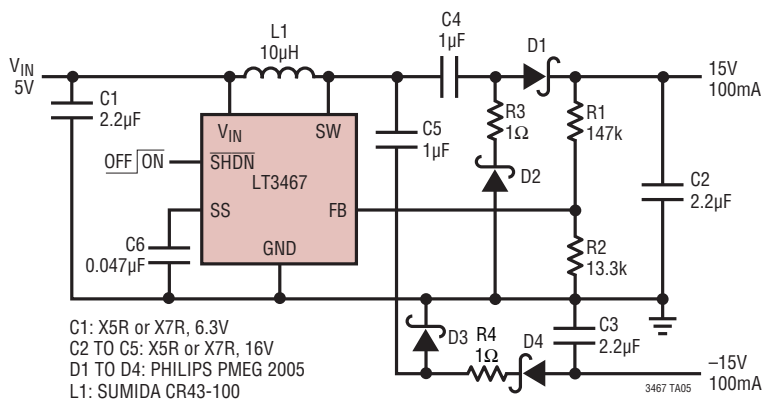 L1
10µH
C4
1µF
D1
VIN
5V
15V
100mA
C1
2.2µF
R3
1Ω
R1
147k
VIN
SW
C5
1µF
OFF ON
SHDN
LT3467
D2
C2
2.2µF
SS
FB
C6
0.047µF
GND
R2
13.3k
C1: X5R or X7R, 6.3V
C2 TO C5: X5R or X7R, 16V
D1 TO D4: PHILIPS PMEG 2005
L1: SUMIDA CR43-100
D3
R4
1Ω
D4
C3
2.2µF
–15V
100mA
3467 TA05